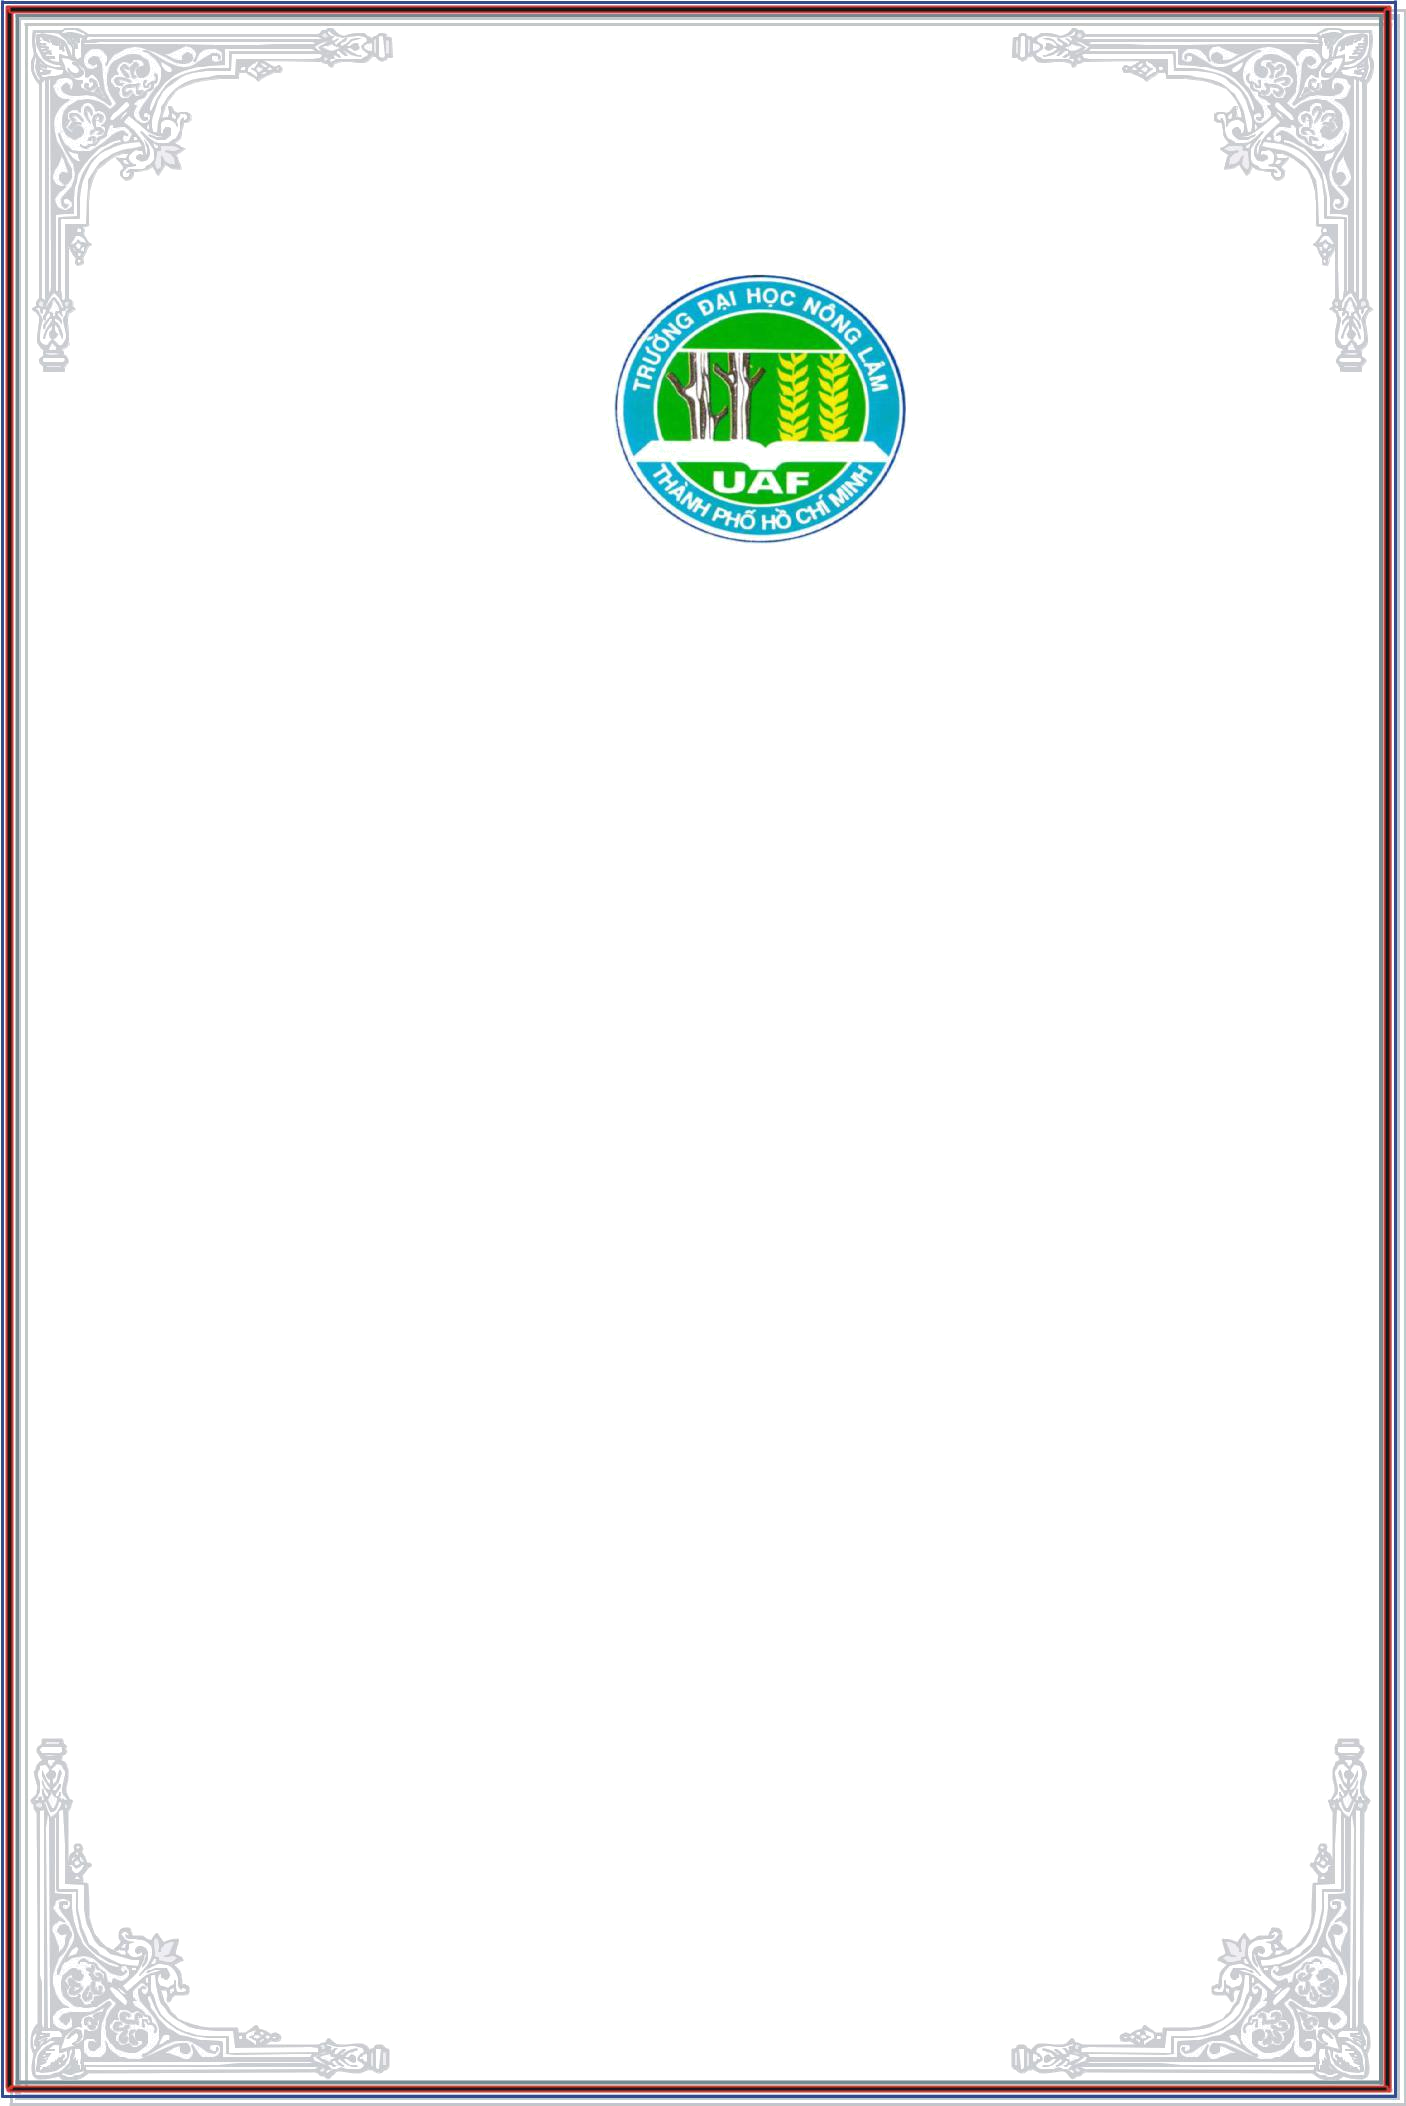 TRƯỜNG ĐẠI HỌC NÔNG LÂM
UAF
THÀNH PHỐ HỒ CHÍ MINH